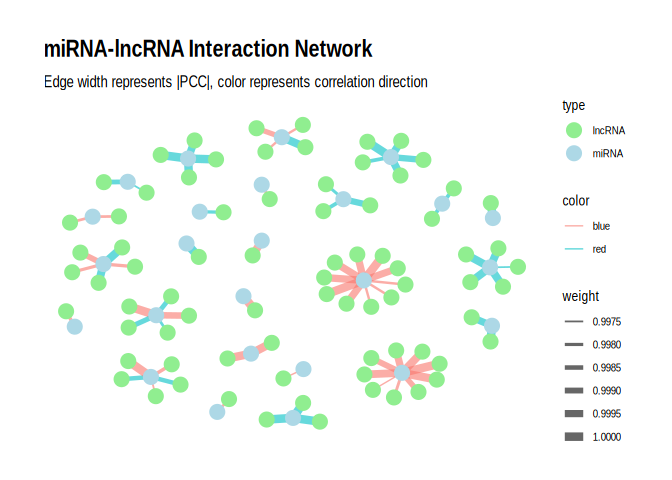 miRNA-lncRNA Interaction Network
Edge width represents |PCC|, color represents correlation direction
type
lncRNA
miRNA
color
blue
red
weight
0.9975
0.9980
0.9985
0.9990
0.9995
1.0000